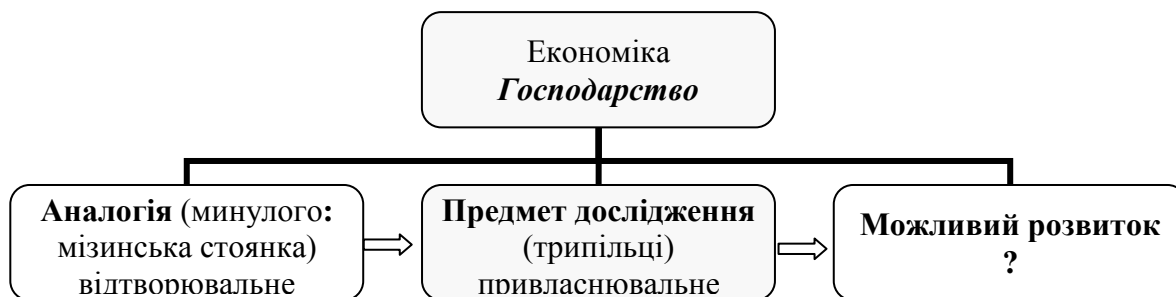 Економіка
Господарство
Аналогія (минулого:
мізинська стоянка)
відтворювальне
Предмет дослідження
(трипільці)
привласнювальне
Можливий розвиток
?